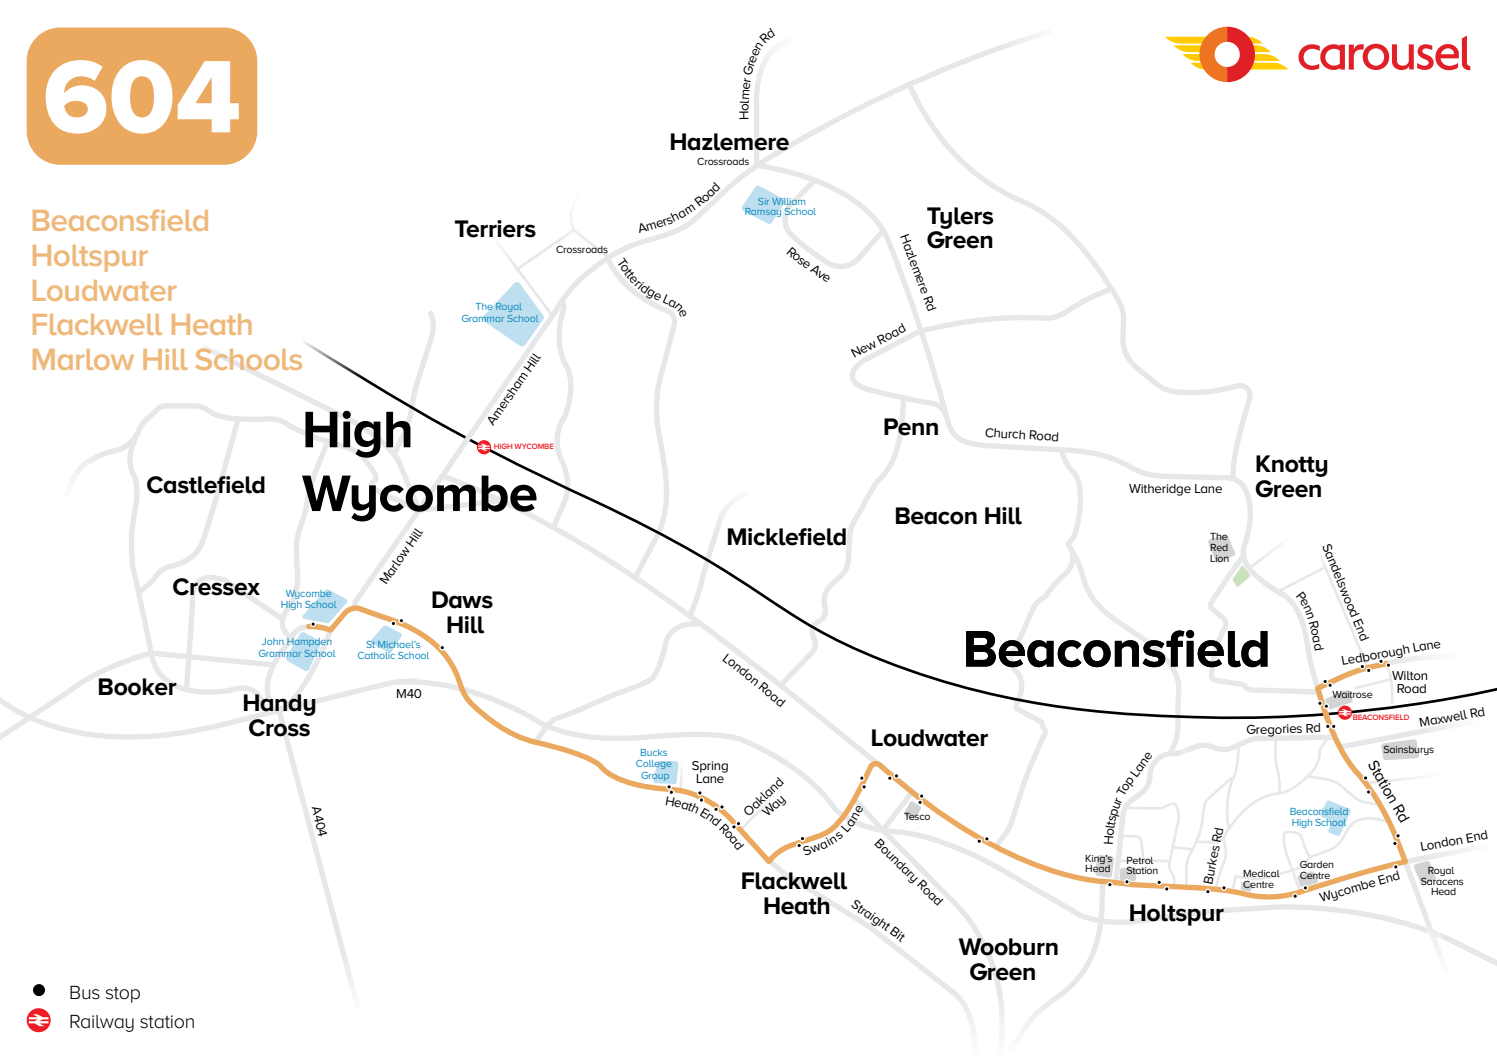 604
carousel
Beaconsfield
Holtspur
Loudwater
Flackwell Heath
Marlow Hill Schools
Holmer Green Rd
Hazlemere
Crossroads
Amersham Road
Sir William
Ramsay School
Terriers
Crossroads
Totteridge Lane
Rose Ave
Hazlemere Rd
Tylers
Green
The Royal
Grammar School
New Road
Amersham Hill
High
Wycombe
HIGH WYCOMBE
Penn
Church Road
Castlefield
Knotty
Green
Witheridge Lane
Beacon Hill
Micklefield
The
Red
Lion
Marlow Hill
Sandelswood End
Cressex
Wycombe
High School
Daws
Hill
Penn Road
John Hampden
Grammar School
St Michael's
Catholic School
Beaconsfield
Ledborough Lane
Wilton
Road
Waitrose
Booker
M40
London Road
Handy
Cross
BEACONSFIELD
Maxwell Rd
Gregories Rd
Loudwater
Sainsburys
Bucks
College
Group
Spring
Lane
Oakland
Way
Holtspur Top Lane
Station Rd
A404
Heath End Road
Swains Lane
Tesco
Beaconsfield
High School
Boundary Road
King's
Head
Petrol
Station
Burkes Rd
Medical
Centre
Garden
Centre
London End
Wycombe End
Royal
Saracens
Head
Flackwell
Heath
Straight Bit
Holtspur
Wooburn
Green
Bus stop
Railway station